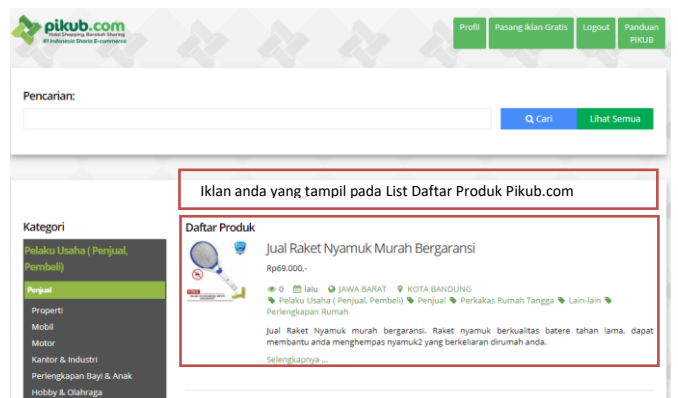 pikub.com
Halal Shopping, Barokah Sharing
#1 Indonesia Sharia E-commerce
Profil
Pasang Iklan Gratis
Logout
Panduan
PIKUB
Pencarian:
Cari
Lihat Semua
Iklan anda yang tampil pada List Daftar Produk Pikub.com
Kategori
Pelaku Usaha ( Penjual,
Pembeli)
Penjual
Properti
Mobil
Motor
Kantor & Industri
Perlengkapan Bayi & Anak
Hobby & Olahraga
Daftar Produk
Jual Raket Nyamuk Murah Bergaransi
Rp69.000,-
0 lalu JAWA BARAT KOTA BANDUNG
Pelaku Usaha ( Penjual, Pembeli) Penjual Perkakas Rumah Tangga Lain-lain
Perlengkapan Rumah
Jual Raket Nyamuk murah bergaransi. Raket nyamuk berkualitas batere tahan lama, dapat
membantu anda menghempas nyamuk2 yang berkeliaran dirumah anda.
Selengkapnya ...